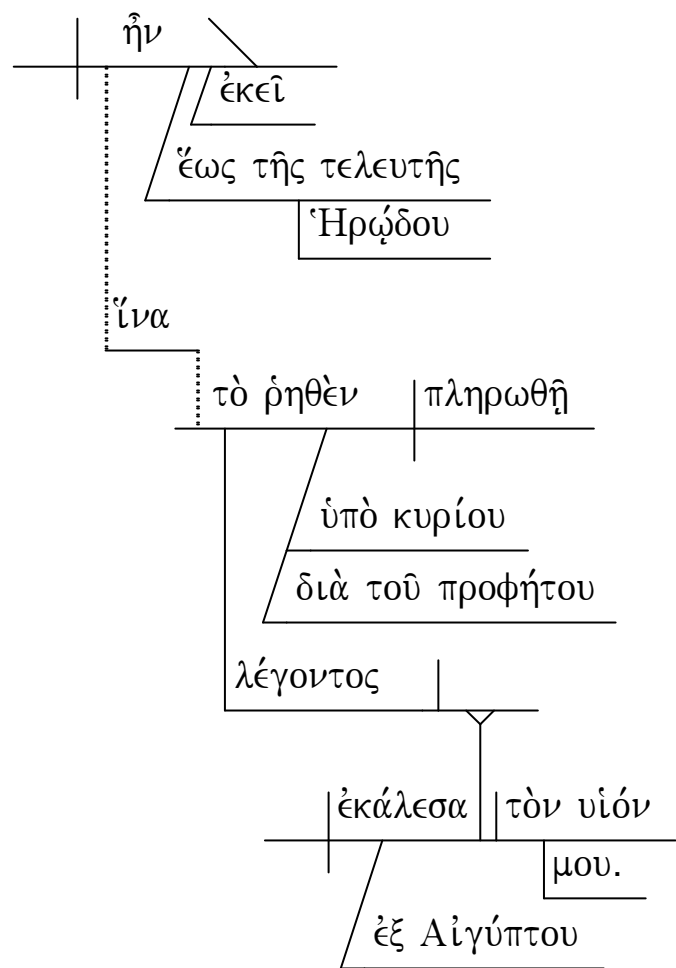 ἦν
ἐκεῖ
ἕως τῆς τελευτῆς
Ἡρῴδου
ἵνα
τὸ ῥηθὲν πληρωθῇ
ὑπὸ κυρίου
διὰ τοῦ προφήτου
λέγοντος
ἐκάλεσα τὸν υἱόν
μου.
ἐξ Αἰγύπτου